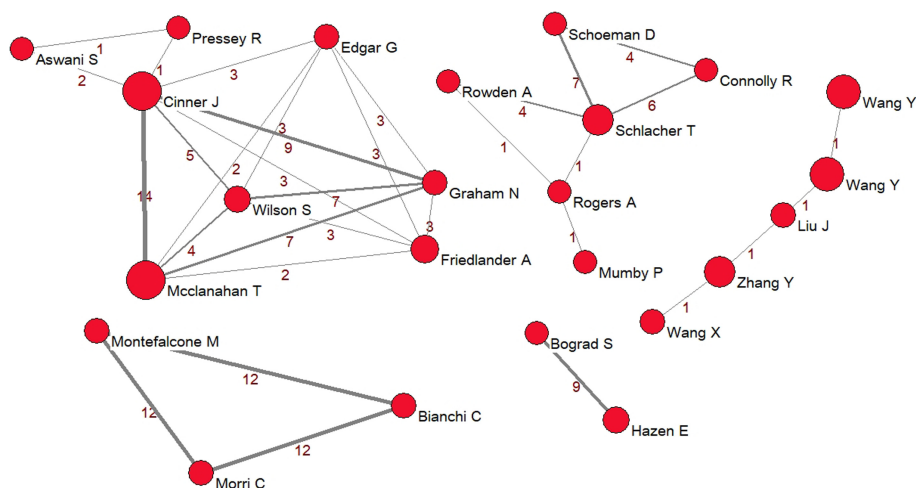 Schoeman D
Pressey R
Edgar G
1
Aswani S
4
3
2
1
7
Connolly R
Cinner J
Rowden A
6
Wang Y
4
Schlacher T
3
3
9
1
1
5
3
1
2
3
Wang Y
Graham N
Rogers A
14
Wilson S
7
1
Liu J
3
3
7
1
4
1
Friedlander A
2
Mumby P
Zhang Y
Mcclanahan T
1
Wang X
Montefalcone M
Bograd S
12
9
12
Bianchi C
Hazen E
12
Morri C